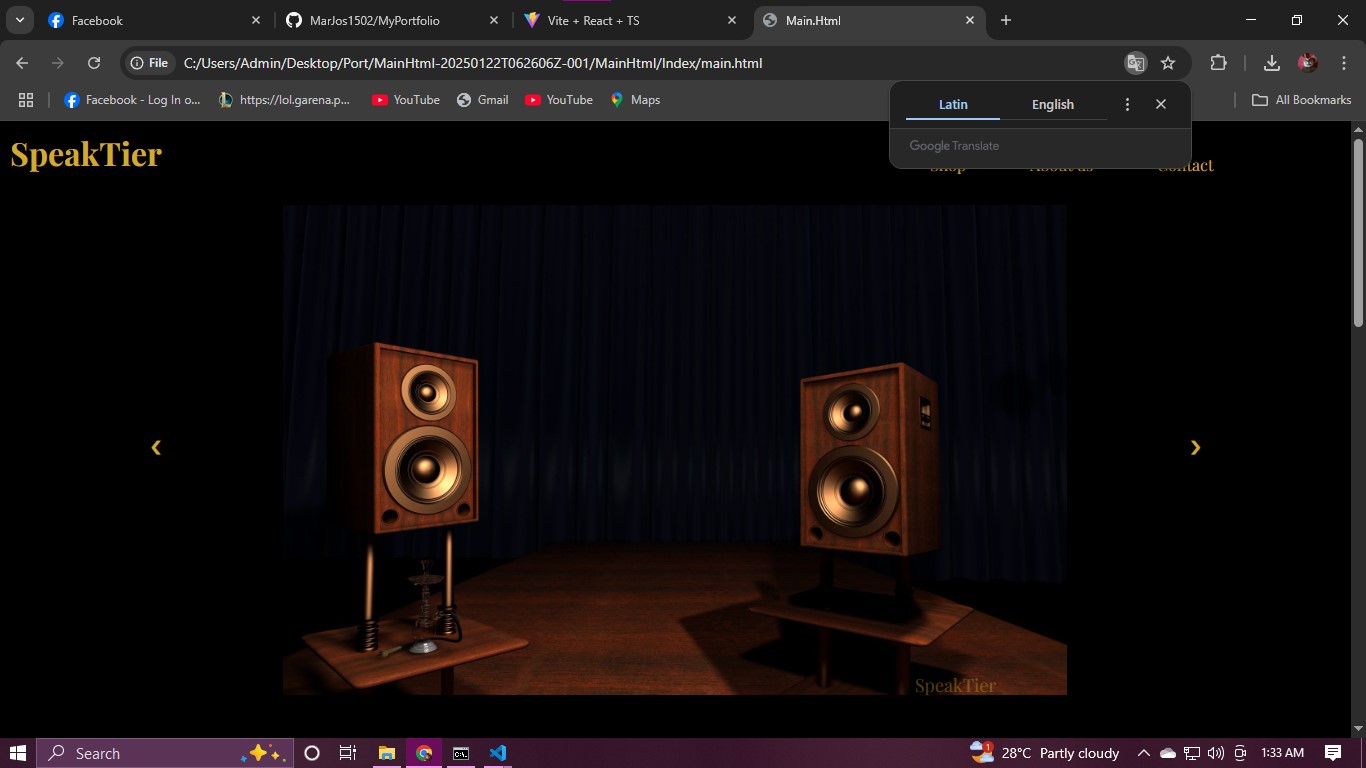 Facebook
MarJos1502/MyPortfolio
Vite + React + TS
Main.Html
File
C:/Users/Admin/Desktop/Port/MainHtml-20250122T062606Z-001/MainHtml/Index/main.html
Facebook - Log In o...
https://lol.garena.p...
YouTube
Gmail
YouTube
Maps
All Bookmarks
Latin
English
Google Translate
SpeakTier
Shop
About us
Contact
SpeakTier
Search
1
28°C Partly cloudy
1:33 AM